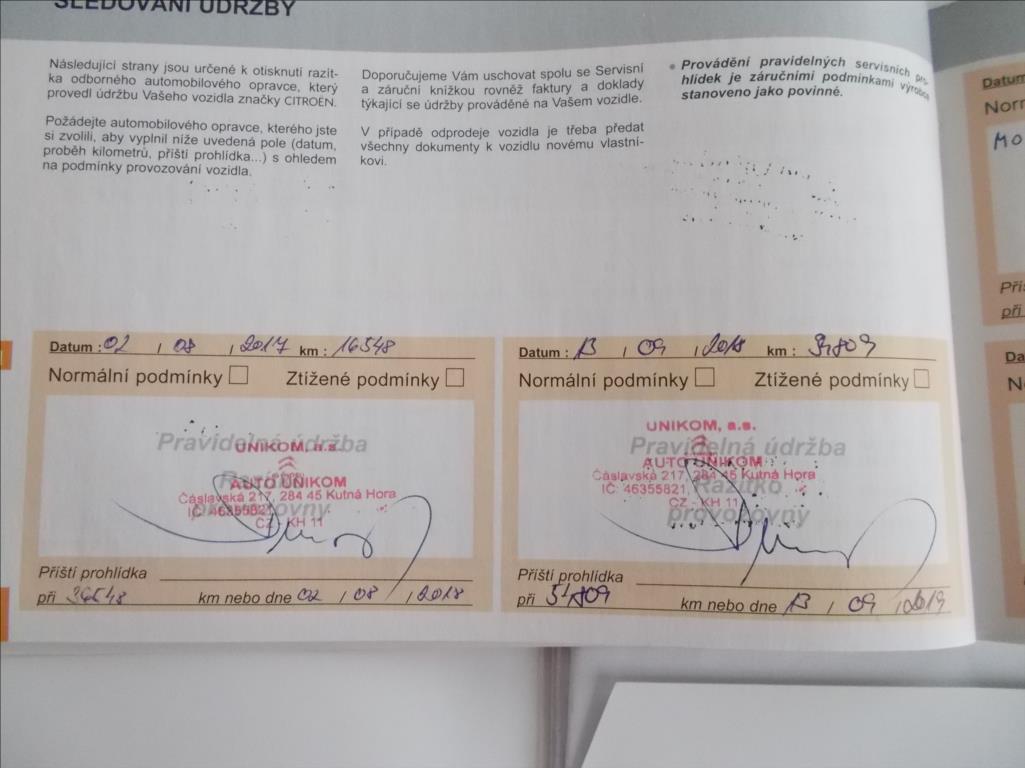 SLEDOVÁNÍ ÚDRŽBY
Následující strany jsou určené k otisknutí razít-
ka odborného automobilového opravce, který
provedl údržbu Vašeho vozidla značky CITROËN.
Požádejte automobilového opravce, kterého jste
si zvolili, aby vyplnil níže uvedená pole (datum,
proběh kilometrů, příští prohlídka...) s ohledem
na podmínky provozování vozidla.
Doporučujeme Vám uschovat spolu se Servisní
a záruční knížkou rovněž faktury a doklady
týkající se údržby prováděné na Vašem vozidle.
V případě odprodeje vozidla je třeba předat
všechny dokumenty k vozidlu novému vlastní-
kovi.
• Provádění pravidelných servisních pro-
hlídek je záručními podmínkami výrobce
stanoveno jako povinné.
Datum : 02 / 08 / 2017 km : 16548
Normální podmínky Ztížené podmínky
Pravidelná údržba
UNIKOM, a.s.
Razítko
AUTO UNIKOM
Čáslavská 217, 284 45 Kutná Hora
IČ: 46355821
provozovny
CZ - KH 11
Příští prohlídka
při 36548 km nebo dne 02 / 08 / 2018
Datum : 13 / 09 / 2018 km : 34809
Normální podmínky Ztížené podmínky
UNIKOM, a.s.
Pravidelná údržba
AUTO UNIKOM
Čáslavská 217, 284 45 Kutná Hora
IČ: 46355821
Razítko
CZ - KH 11
provozovny
Příští prohlídka
při 54809 km nebo dne 13 / 09 / 2019
Datum
Norm
MO
Příš
při
Da
N